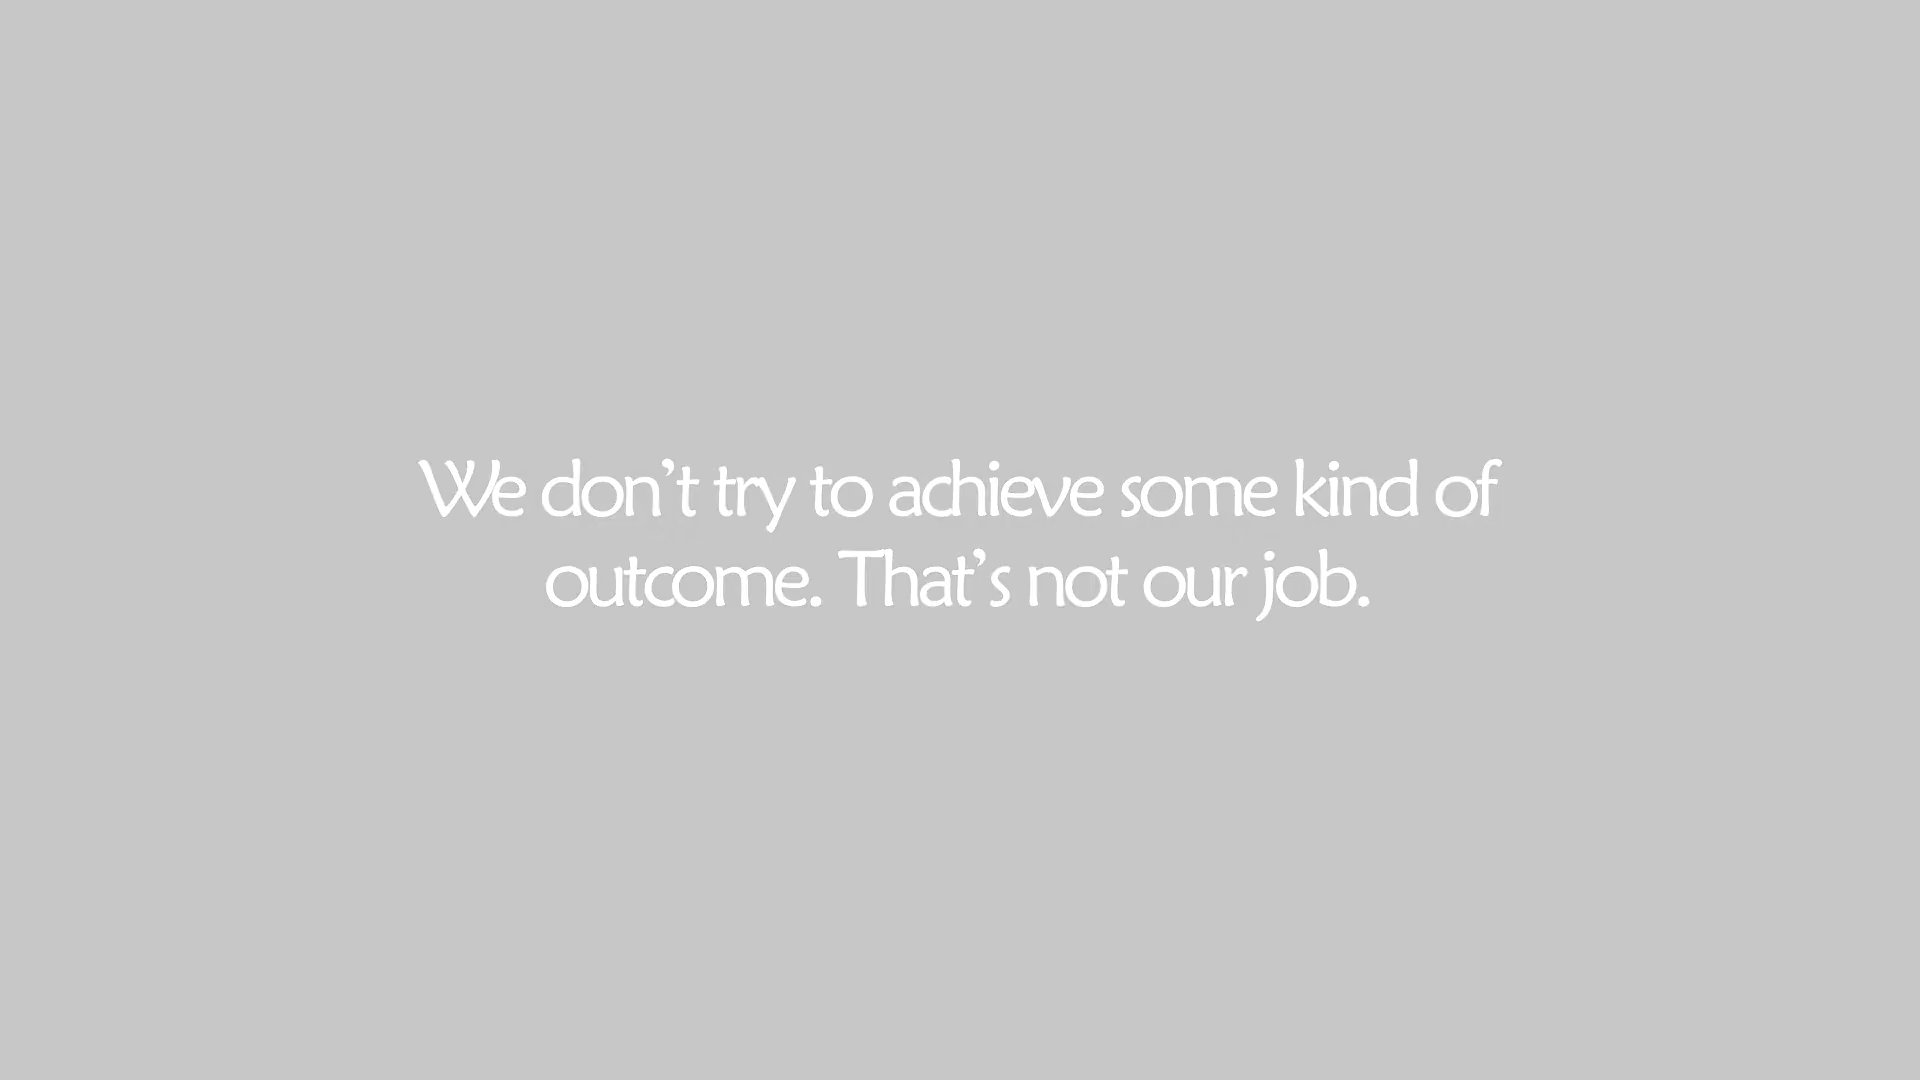 We don’t try to achieve some kind of
outcome. That’s not our job.